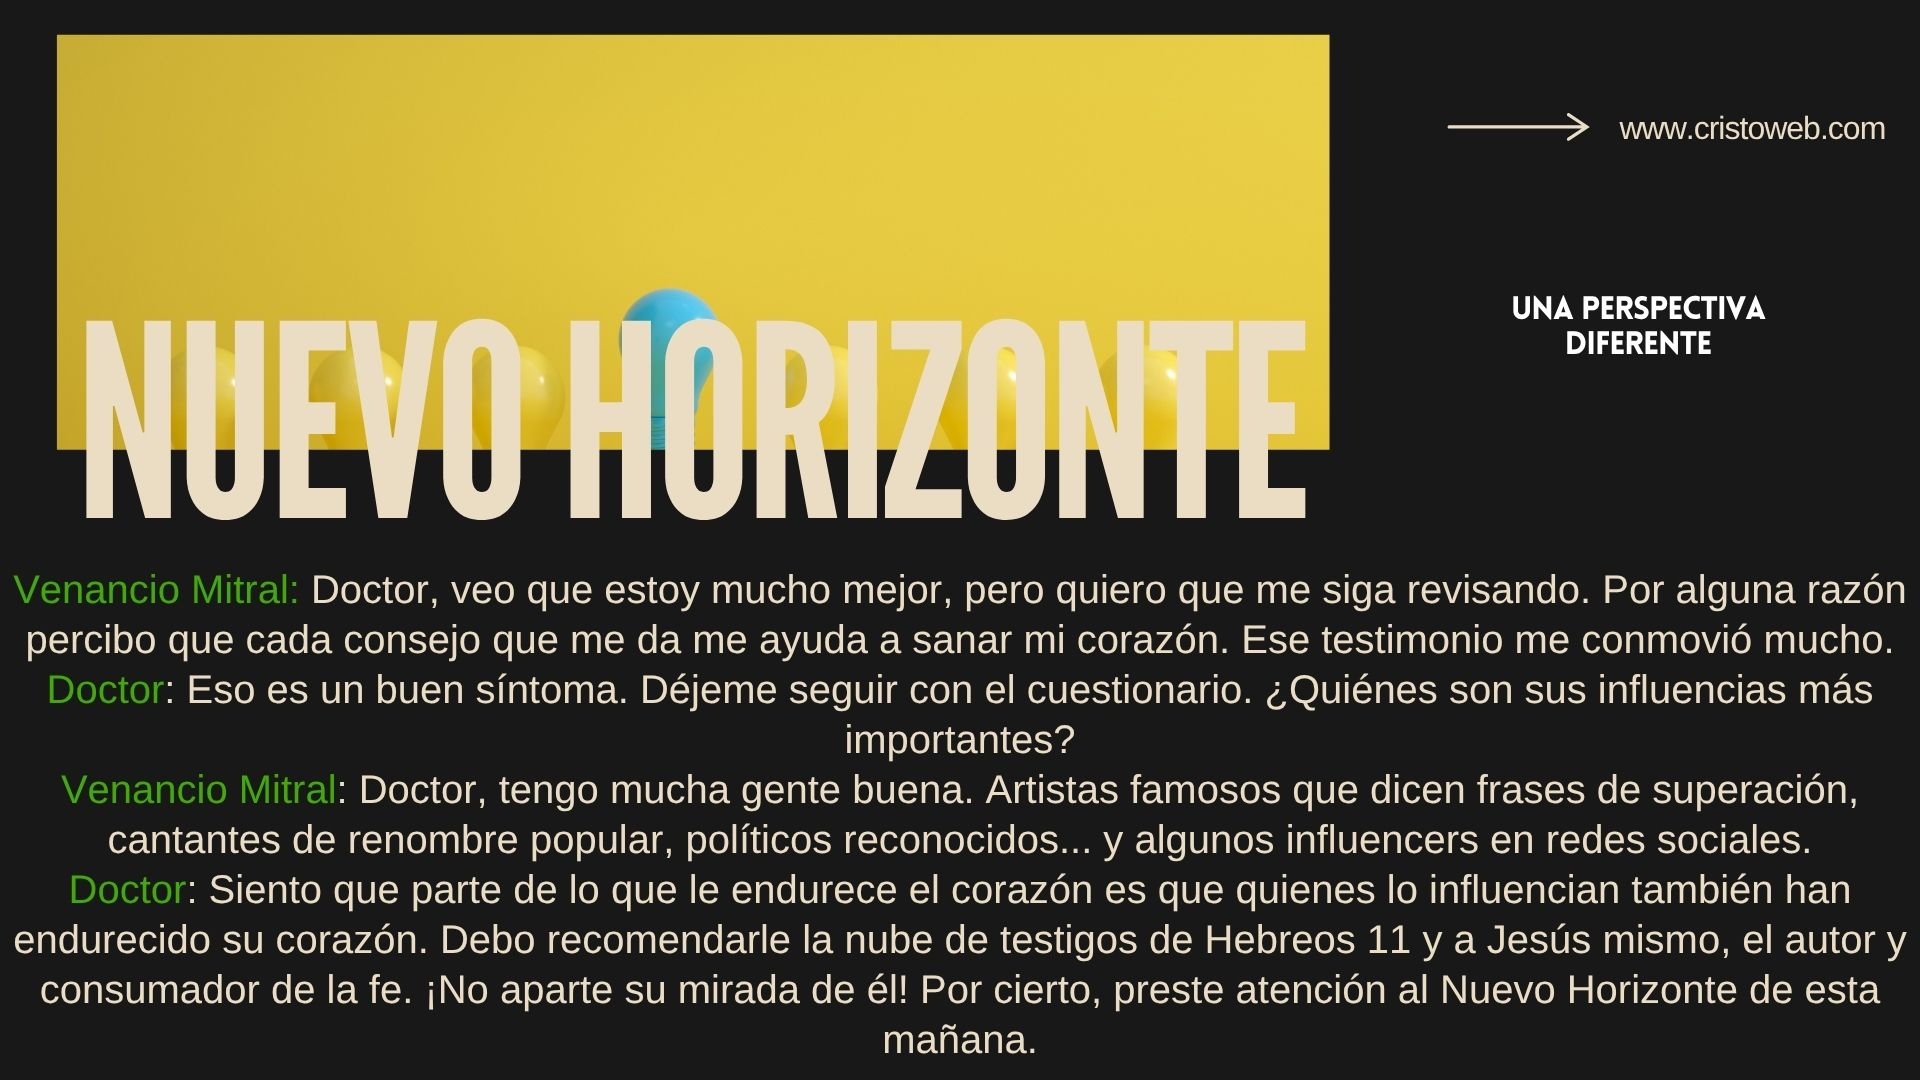 www.cristoweb.com
UNA PERSPECTIVA
DIFERENTE
NUEVO HORIZONTE
Venancio Mitral: Doctor, veo que estoy mucho mejor, pero quiero que me siga revisando. Por alguna razón
percibo que cada consejo que me da me ayuda a sanar mi corazón. Ese testimonio me conmovió mucho.
Doctor: Eso es un buen síntoma. Déjeme seguir con el cuestionario. ¿Quiénes son sus influencias más
importantes?
Venancio Mitral: Doctor, tengo mucha gente buena. Artistas famosos que dicen frases de superación,
cantantes de renombre popular, políticos reconocidos... y algunos influencers en redes sociales.
Doctor: Siento que parte de lo que le endurece el corazón es que quienes lo influencian también han
endurecido su corazón. Debo recomendarle la nube de testigos de Hebreos 11 y a Jesús mismo, el autor y
consumador de la fe. ¡No aparte su mirada de él! Por cierto, preste atención al Nuevo Horizonte de esta
mañana.